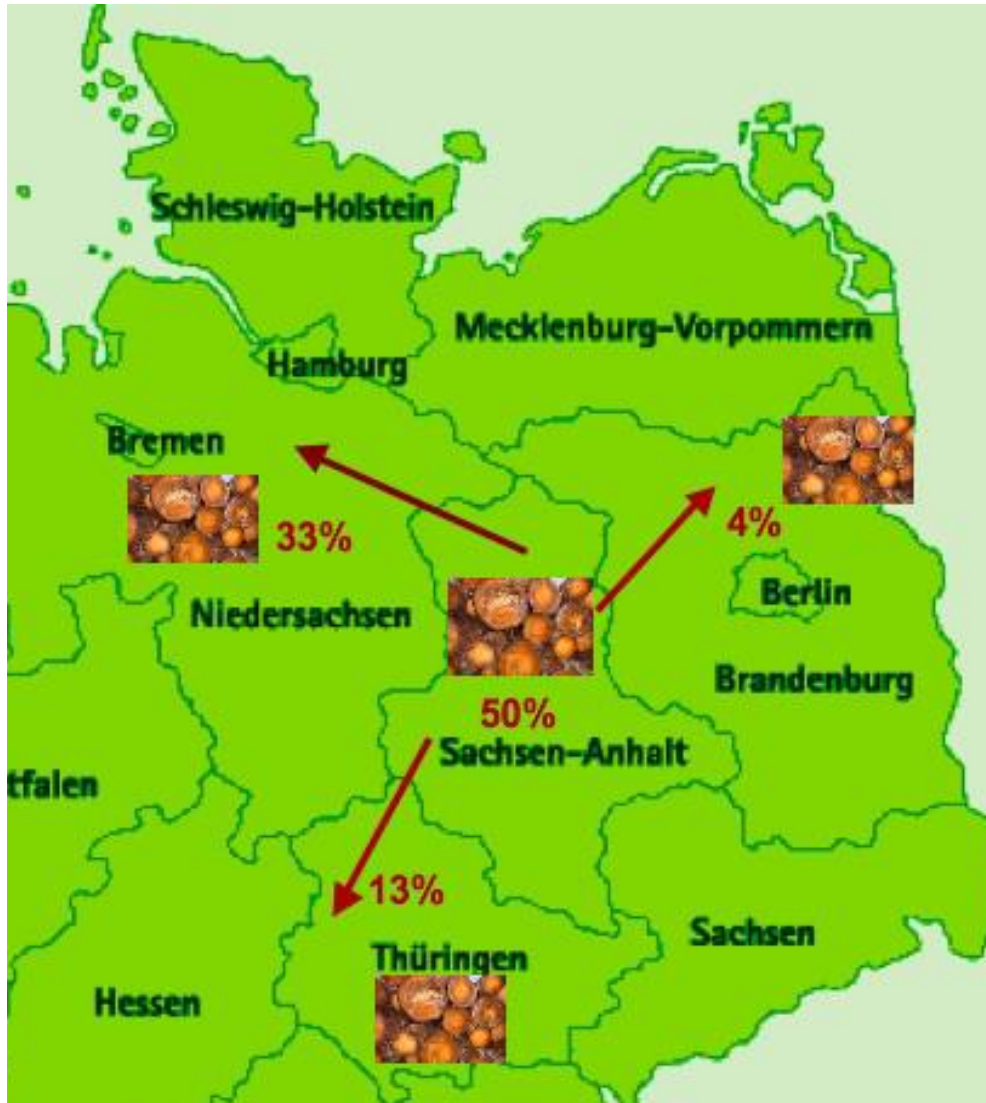 Schleswig-Holstein
Mecklenburg-Vorpommern
Hamburg
Bremen
33%
4%
Berlin
Niedersachsen
Brandenburg
50%
Sachsen-Anhalt
tfalen
13%
Sachsen
Thüringen
Hessen